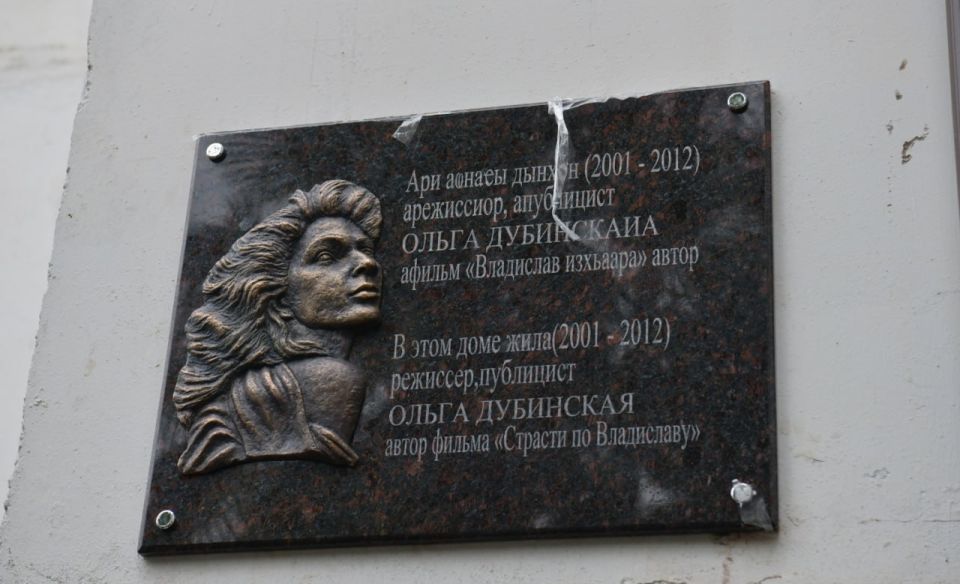 Ари аҩнаҿы дынхон (2001 - 2012)
арежиссиор, апублицист
ОЛЬГА ДУБИНСКАИА
афильм «Владислав изхьаара» автор
В этом доме жила(2001 - 2012)
режиссер,публицист
ОЛЬГА ДУБИНСКАЯ
автор фильма «Страсти по Владиславу»